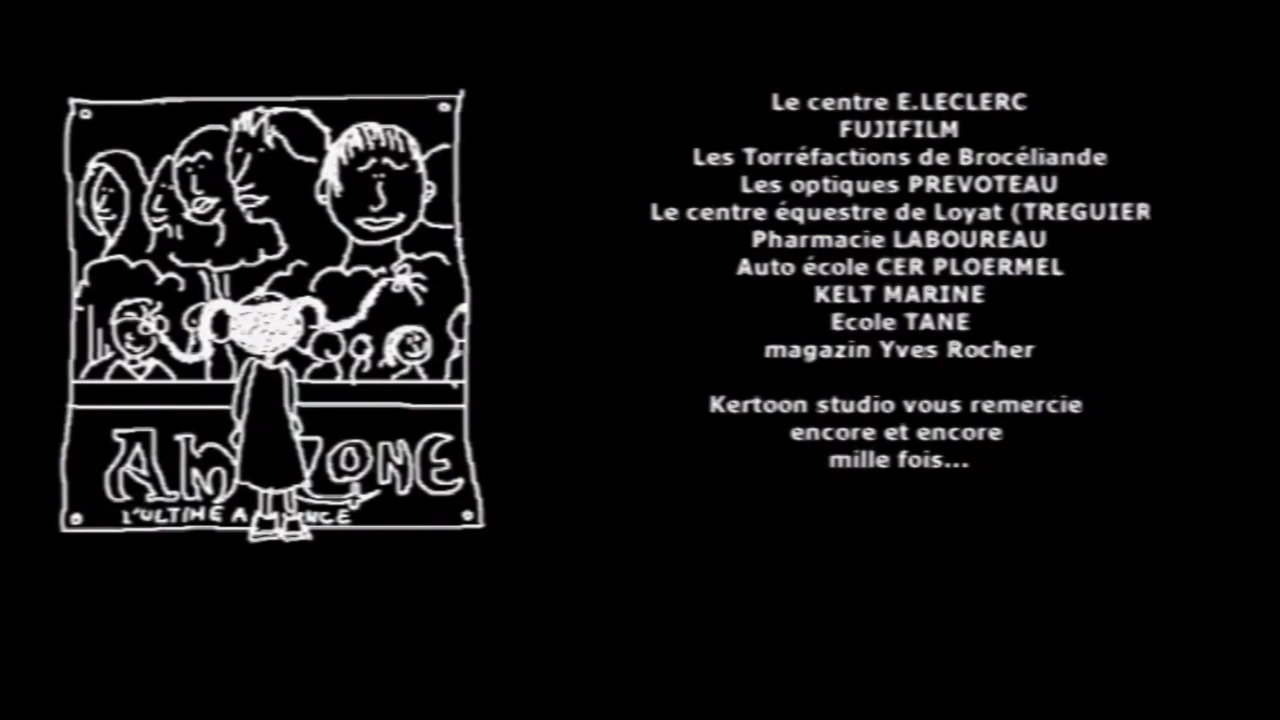 Le centre E.LECLERC
FUJIFILM
Les Torréfactions de Brocéliande
Les optiques PREVOTEAU
Le centre équestre de Loyat (TREGUIER
Pharmacie LABOUREAU
Auto école CER PLOERMEL
KELT MARINE
Ecole TANE
magazin Yves Rocher
Kertoon studio vous remercie
encore et encore
mille fois...
L'ULTIME